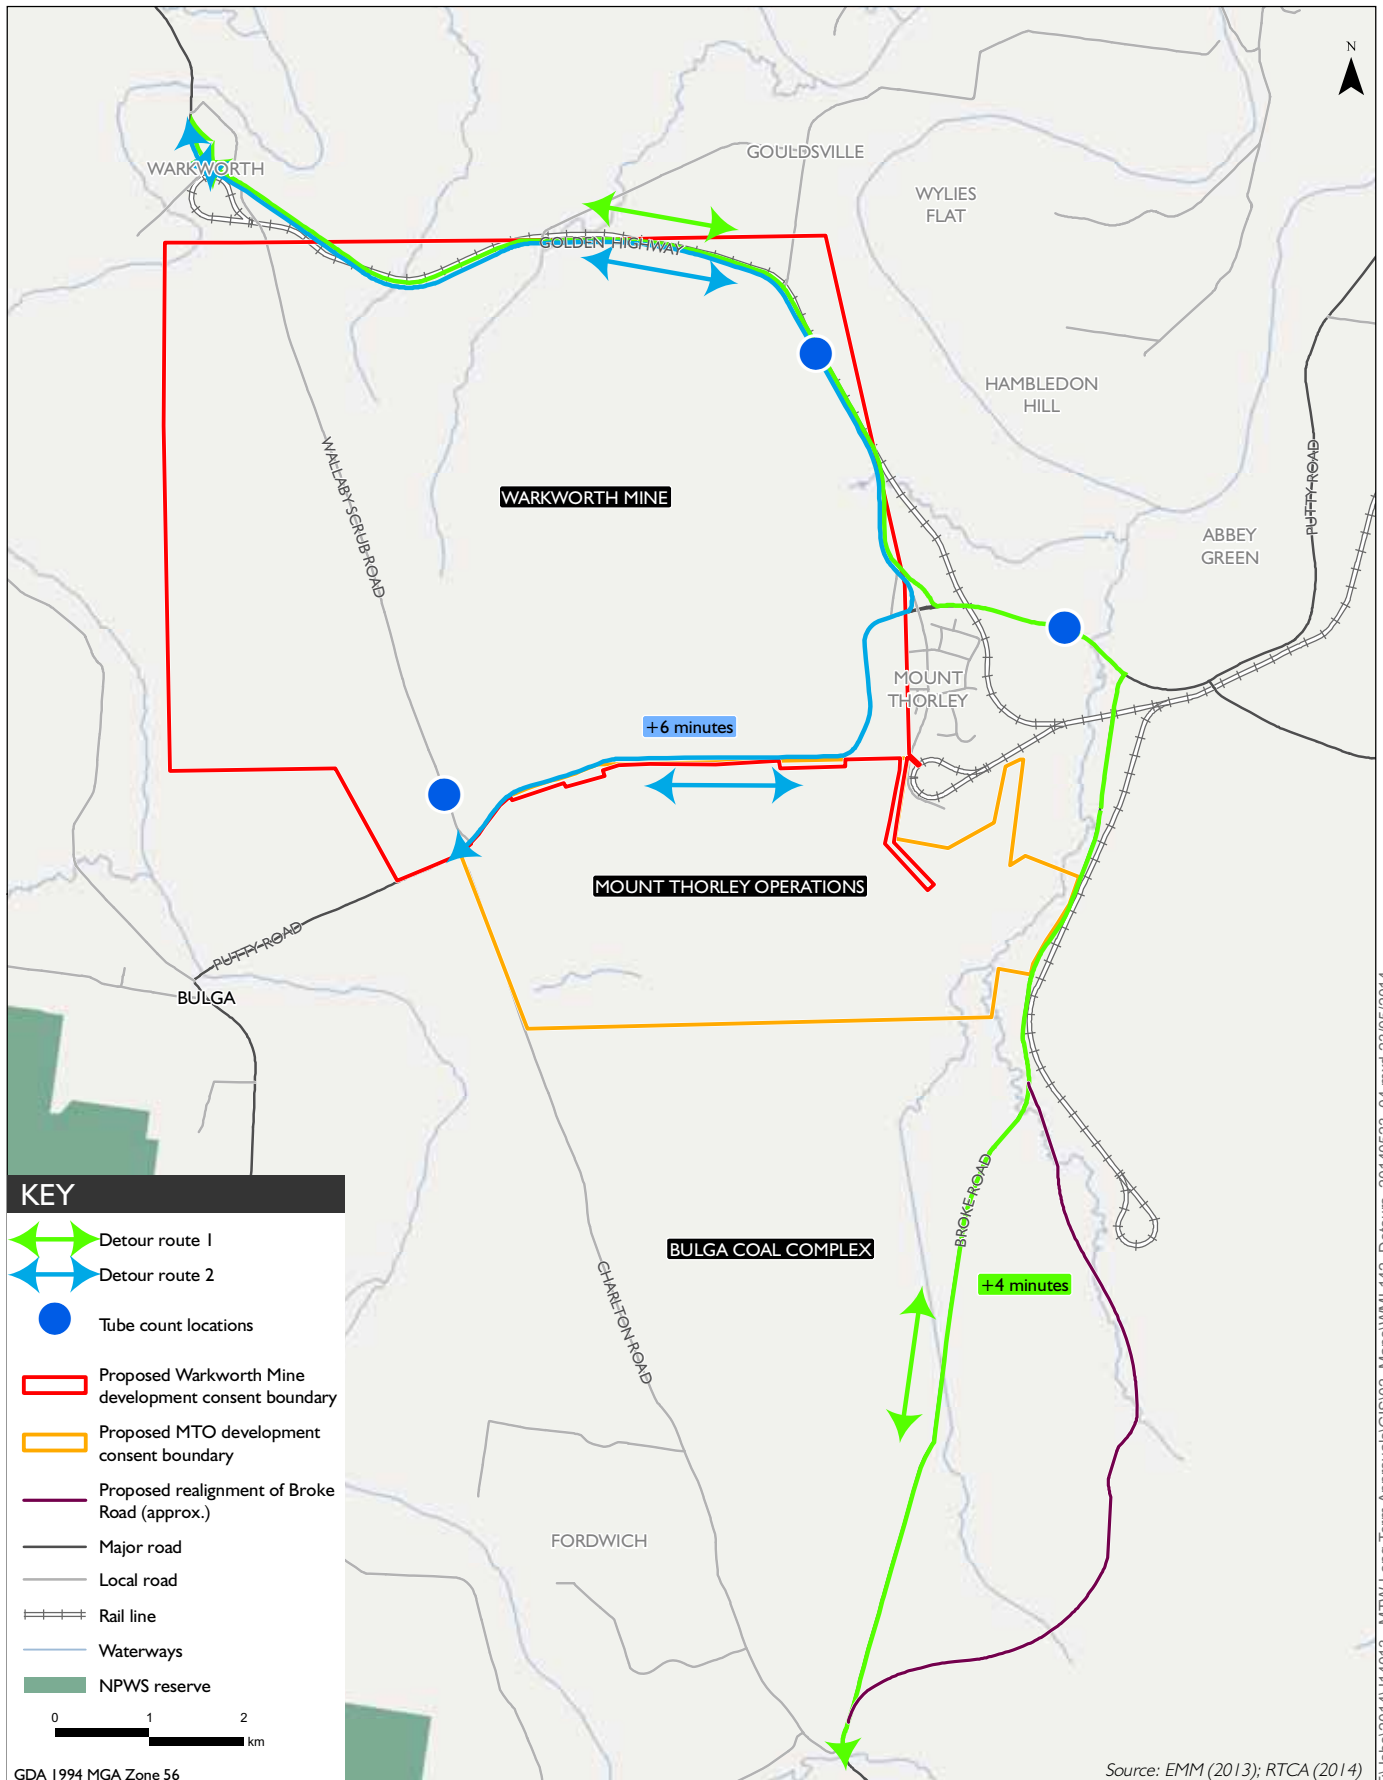 N
GOULDSVILLE
WARKWORTH
WYLIES
FLAT
GOLDEN HIGHWAY
HAMBLEDON
HILL
WALLABY SCRUB ROAD
PUTTY ROAD
WARKWORTH MINE
ABBEY
GREEN
MOUNT
THORLEY
+6 minutes
MOUNT THORLEY OPERATIONS
PUTTY ROAD
BULGA
BROKE ROAD
BULGA COAL COMPLEX
+4 minutes
CHARLTON ROAD
FORDWICH
KEY
Detour route 1
Detour route 2
Tube count locations
Proposed Warkworth Mine
development consent boundary
Proposed MTO development
consent boundary
Proposed realignment of Broke
Road (approx.)
Major road
Local road
Rail line
Waterways
NPWS reserve
0 1 2
km
GDA 1994 MGA Zone 56
Source: EMM (2013); RTCA (2014)